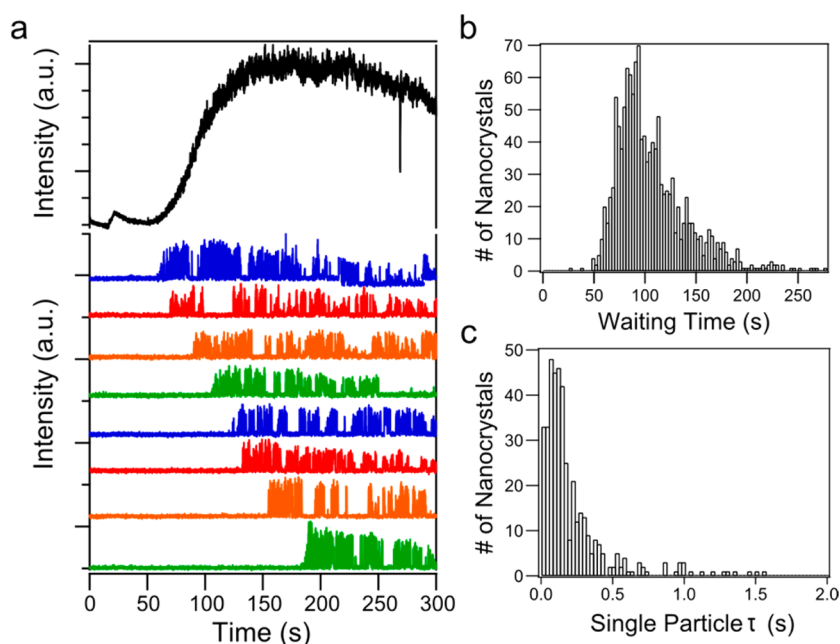 a
Intensity (a.u.)
Intensity (a.u.)
0 50 100 150 200 250 300
Time (s)
b
# of Nanocrystals
70
60
50
40
30
20
10
0
0 50 100 150 200 250
Waiting Time (s)
c
# of Nanocrystals
50
40
30
20
10
0
0.0 0.5 1.0 1.5 2.0
Single Particle τ (s)